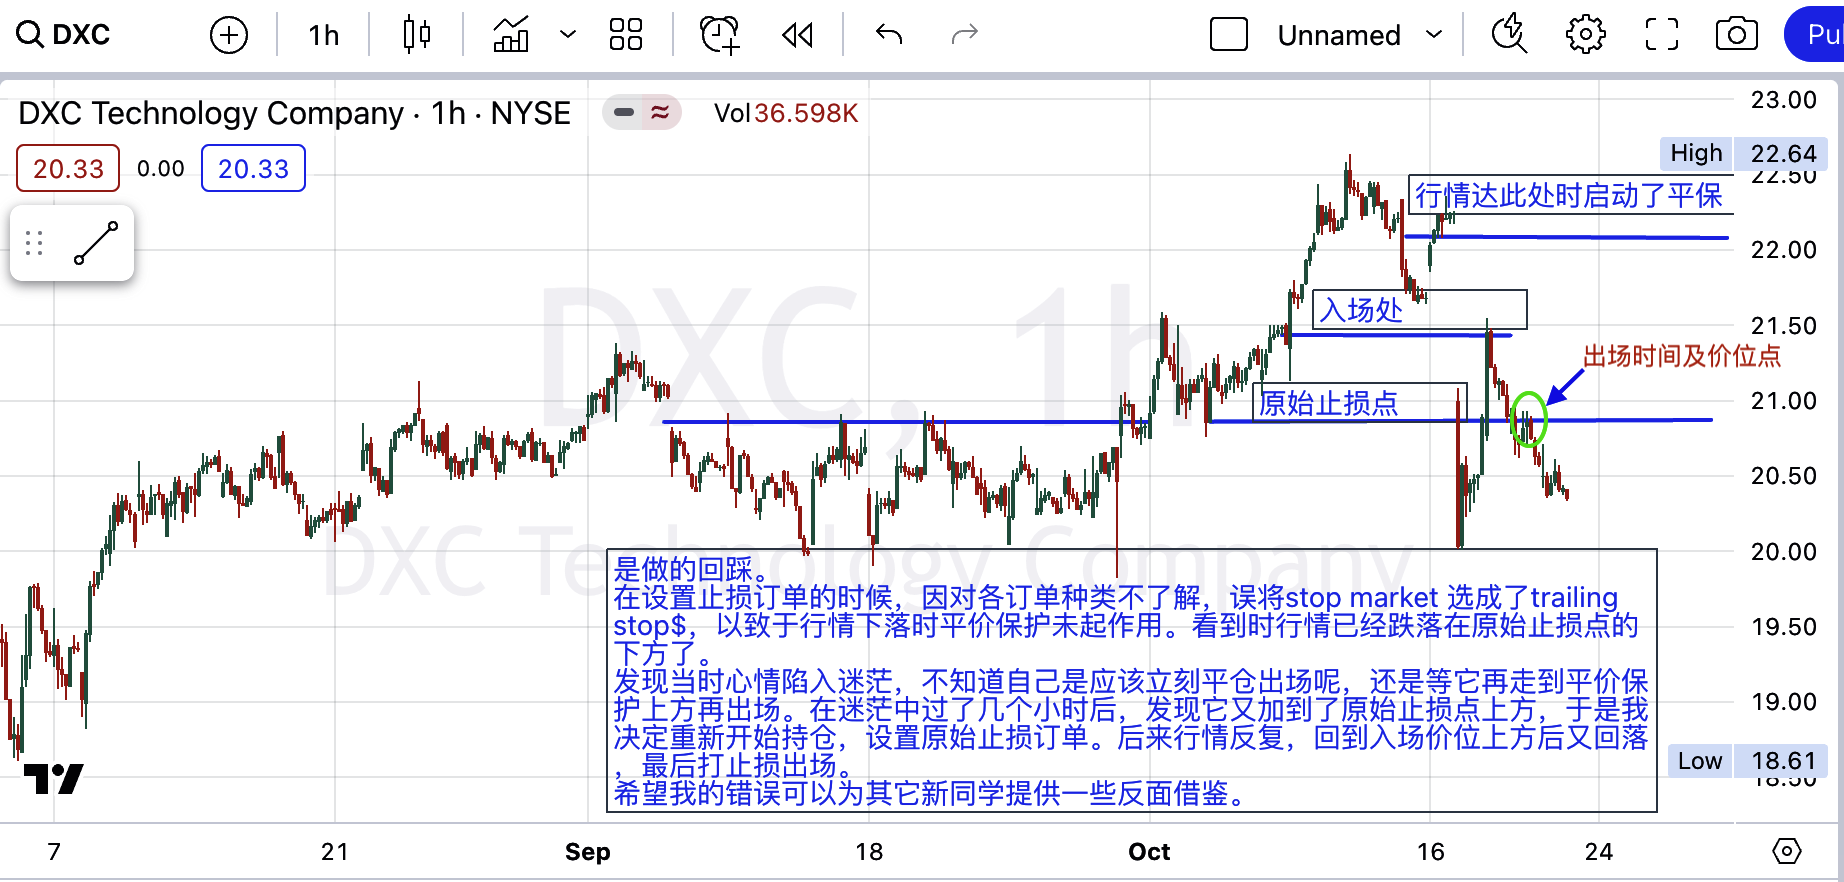 DXC
1h
Unnamed
Pu
DXC Technology Company · 1h · NYSE
Vol 36.598K
20.33 0.00 20.33
23.00
High 22.64
22.50
行情达此处时启动了平保
22.00
入场处
21.50
出场时间及价位点
21.00
原始止损点
20.50
DXC, 1h
DXC Technology Company
20.00
是做的回踩。
在设置止损订单的时候，因对各订单种类不了解，误将stop market 选成了trailing
stop$，以致于行情下落时平价保护未起作用。看到时行情已经跌落在原始止损点的
下方了。
发现当时心情陷入迷茫，不知道自己是应该立刻平仓出场呢，还是等它再走到平价保
护上方再出场。在迷茫中过了几个小时后，发现它又加到了原始止损点上方，于是我
决定重新开始持仓，设置原始止损订单。后来行情反复，回到入场价位上方后又回落
，最后打止损出场。
希望我的错误可以为其它新同学提供一些反面借鉴。
19.50
19.00
Low 18.61
18.50
7 21 Sep 18 Oct 16 24